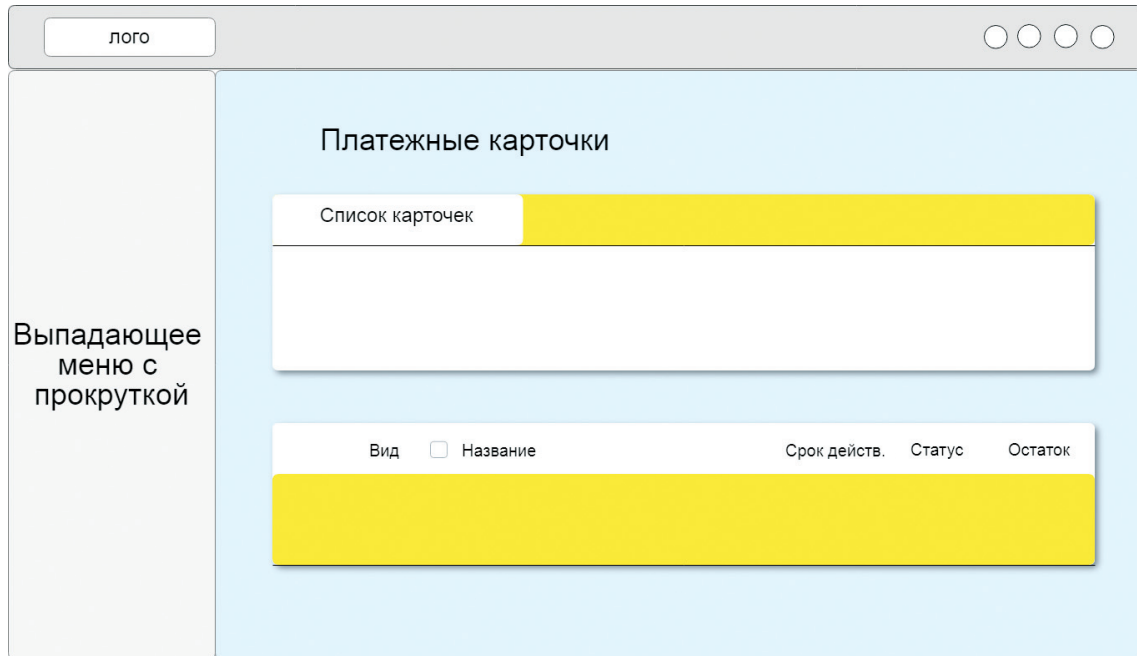 лого
Платежные карточки
Список карточек
Выпадающее
меню с
прокруткой
Вид Название Срок действ. Статус Остаток